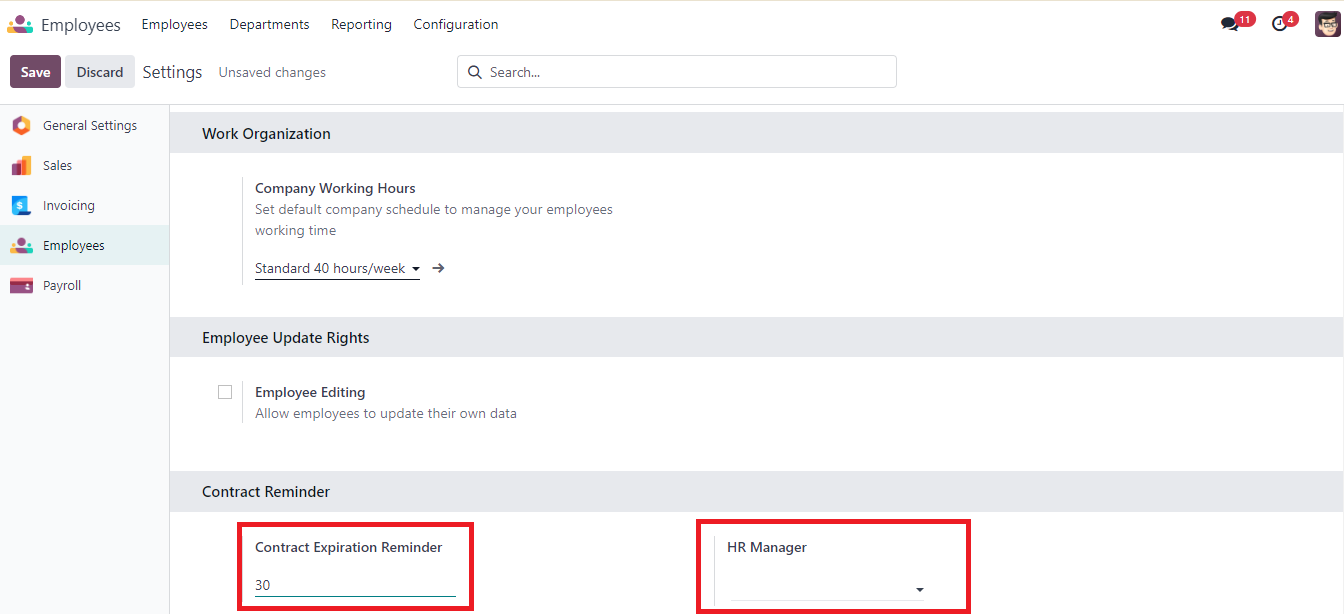 Employees Employees Departments Reporting Configuration 11 4
Save Discard Settings Unsaved changes Search...
General Settings
Sales
Invoicing
Employees
Payroll
Work Organization
Company Working Hours
Set default company schedule to manage your employees
working time
Standard 40 hours/week
Employee Update Rights
Employee Editing
Allow employees to update their own data
Contract Reminder
Contract Expiration Reminder
30
HR Manager